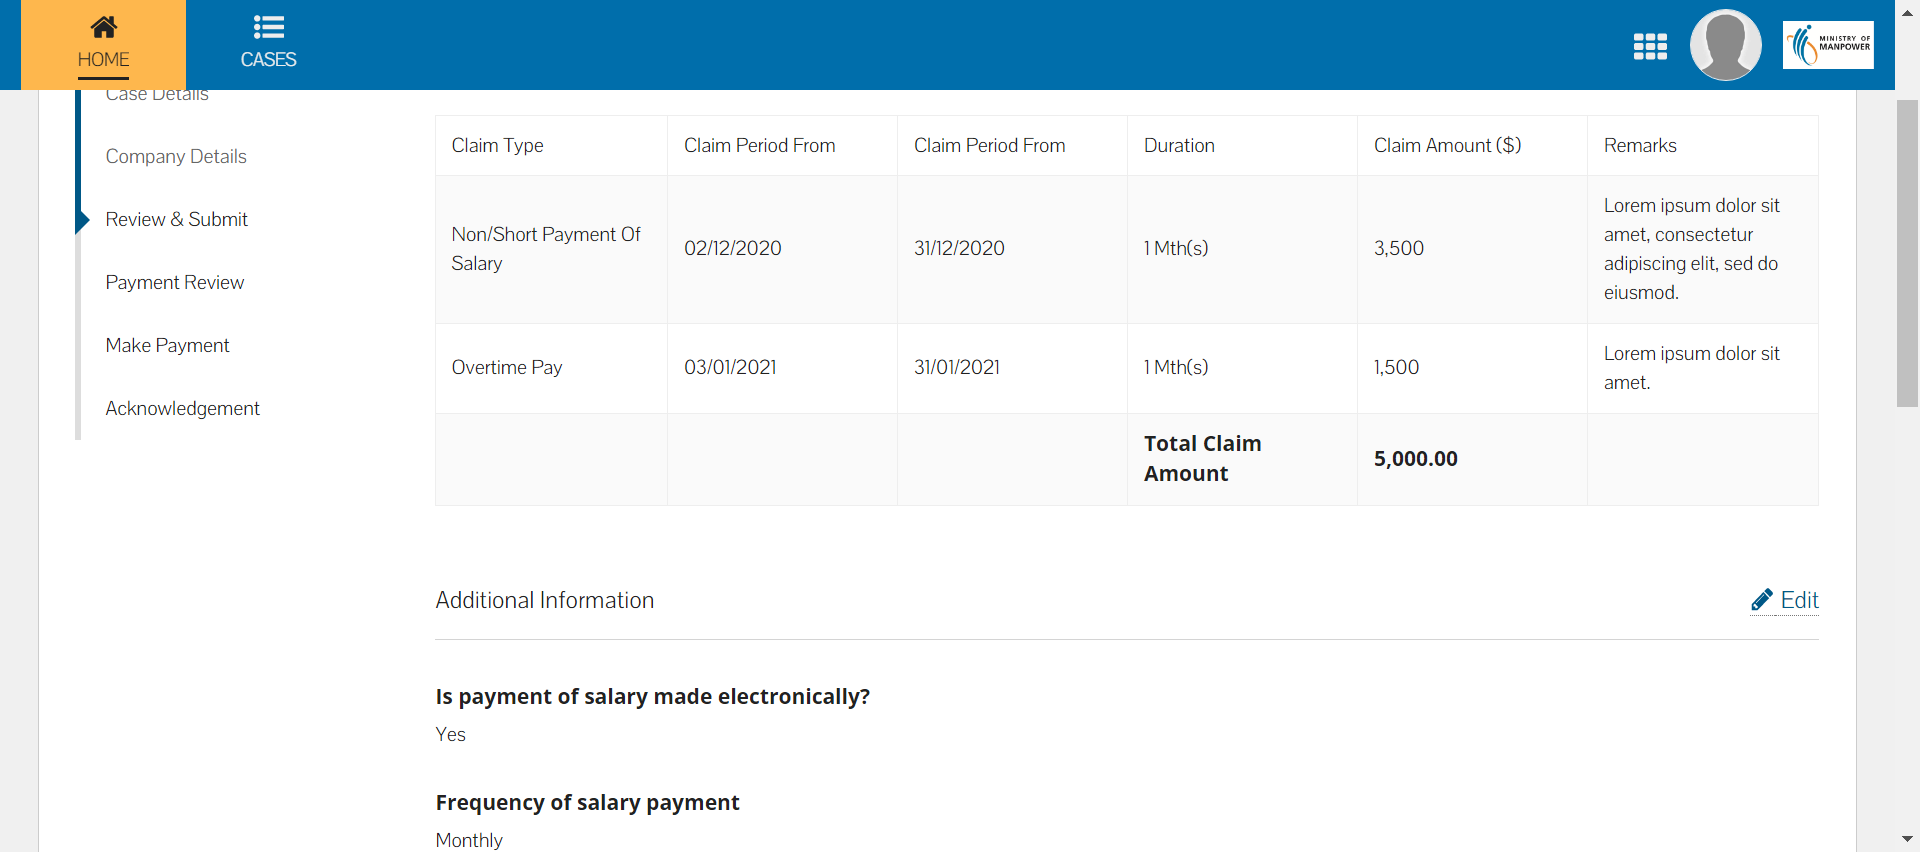 HOME
CASES
MINISTRY OF
MANPOWER
Case Details
Company Details
Review & Submit
Payment Review
Make Payment
Acknowledgement
Claim Type
Claim Period From
Claim Period From
Duration
Claim Amount ($)
Remarks
Non/Short Payment Of
Salary
02/12/2020
31/12/2020
1 Mth(s)
3,500
Lorem ipsum dolor sit
amet, consectetur
adipiscing elit, sed do
eiusmod.
Overtime Pay
03/01/2021
31/01/2021
1 Mth(s)
1,500
Lorem ipsum dolor sit
amet.
Total Claim
Amount
5,000.00
Additional Information
Edit
Is payment of salary made electronically?
Yes
Frequency of salary payment
Monthly